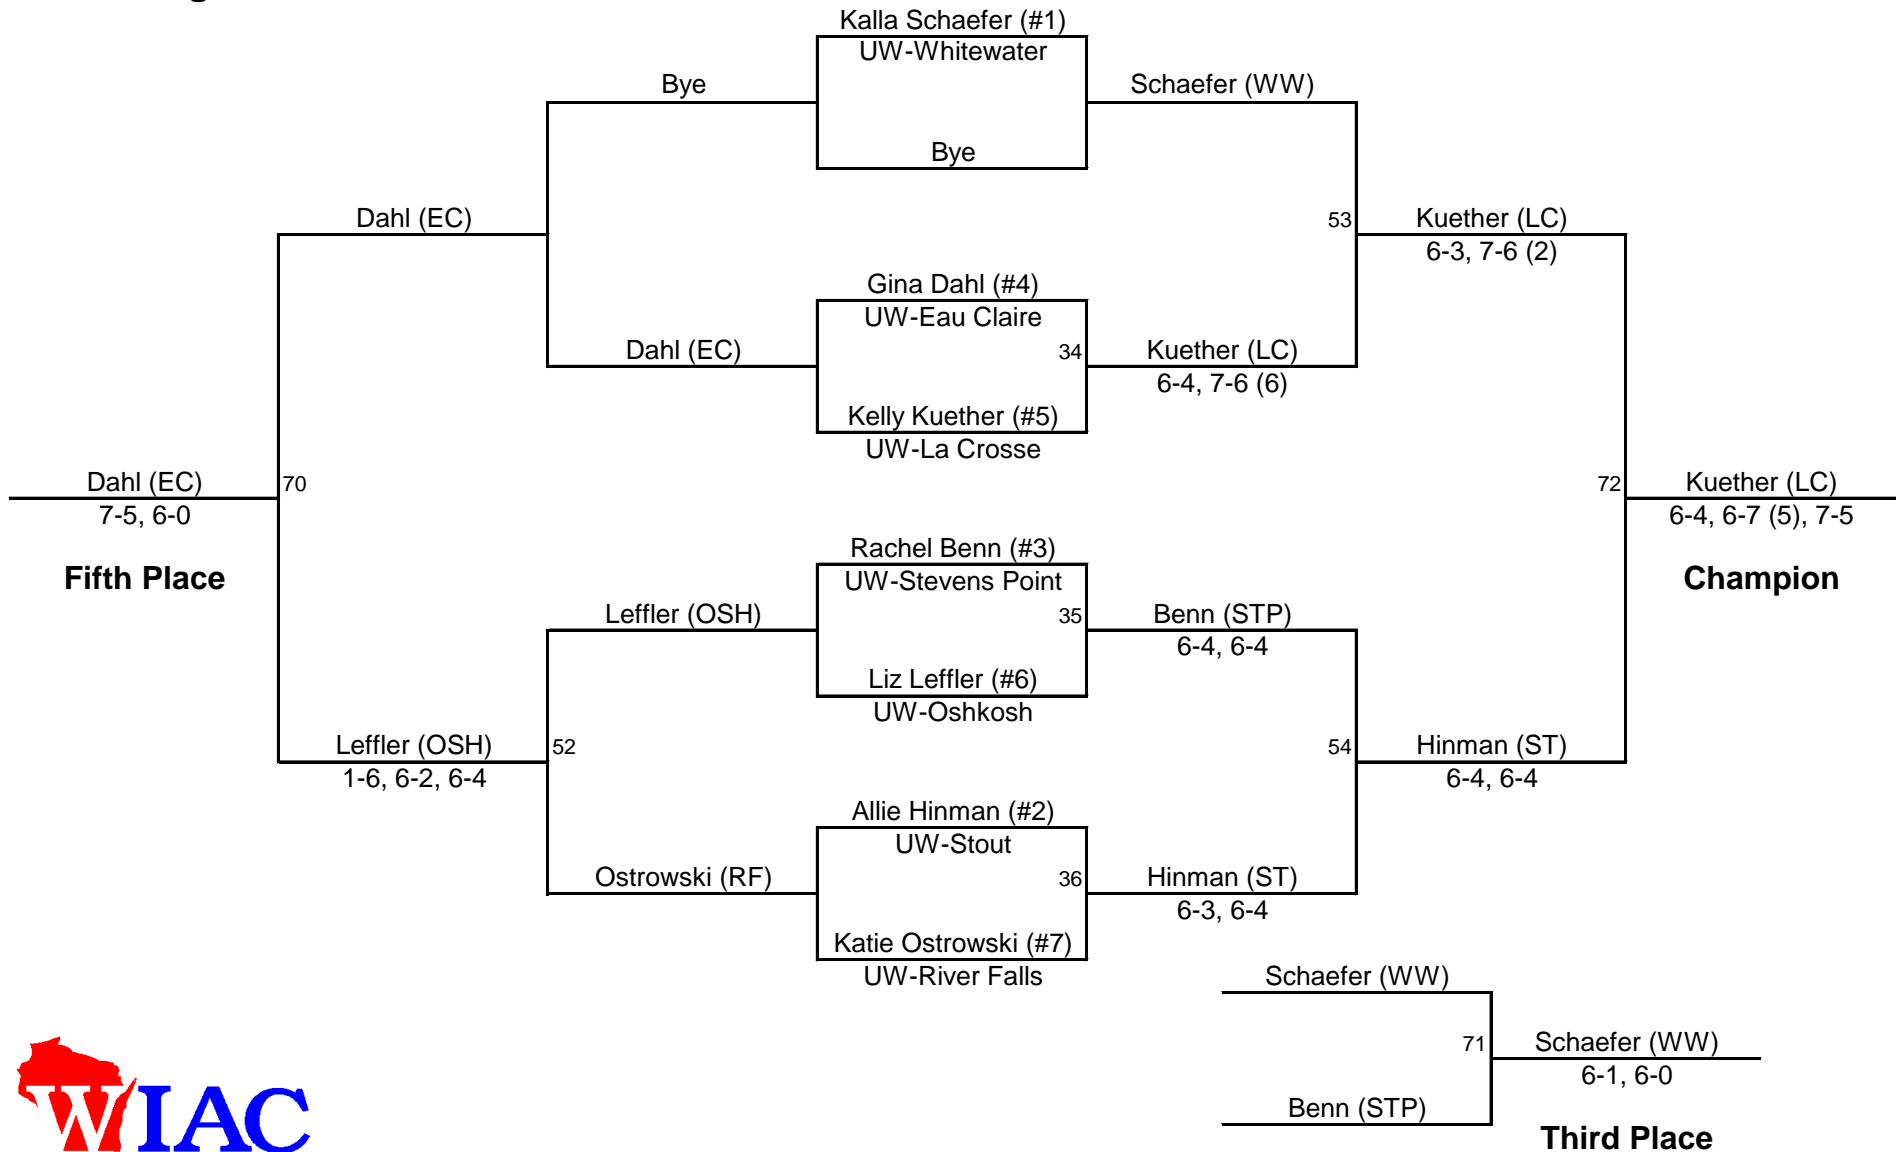 Kalla Schaefer (#1)
UW-Whitewater
Bye
Schaefer (WW)
Bye
Dahl (EC)
53
Kuether (LC)
6-3, 7-6 (2)
Gina Dahl (#4)
UW-Eau Claire
Dahl (EC)
34
Kuether (LC)
6-4, 7-6 (6)
Kelly Kuether (#5)
UW-La Crosse
Dahl (EC)
70
7-5, 6-0
Fifth Place
72
Kuether (LC)
6-4, 6-7 (5), 7-5
Champion
Rachel Benn (#3)
UW-Stevens Point
Leffler (OSH)
35
Benn (STP)
6-4, 6-4
Liz Leffler (#6)
UW-Oshkosh
Leffler (OSH)
52
1-6, 6-2, 6-4
54
Hinman (ST)
6-4, 6-4
Allie Hinman (#2)
UW-Stout
Ostrowski (RF)
36
Hinman (ST)
6-3, 6-4
Katie Ostrowski (#7)
UW-River Falls
Schaefer (WW)
71
Schaefer (WW)
6-1, 6-0
Benn (STP)
Third Place
WIAC